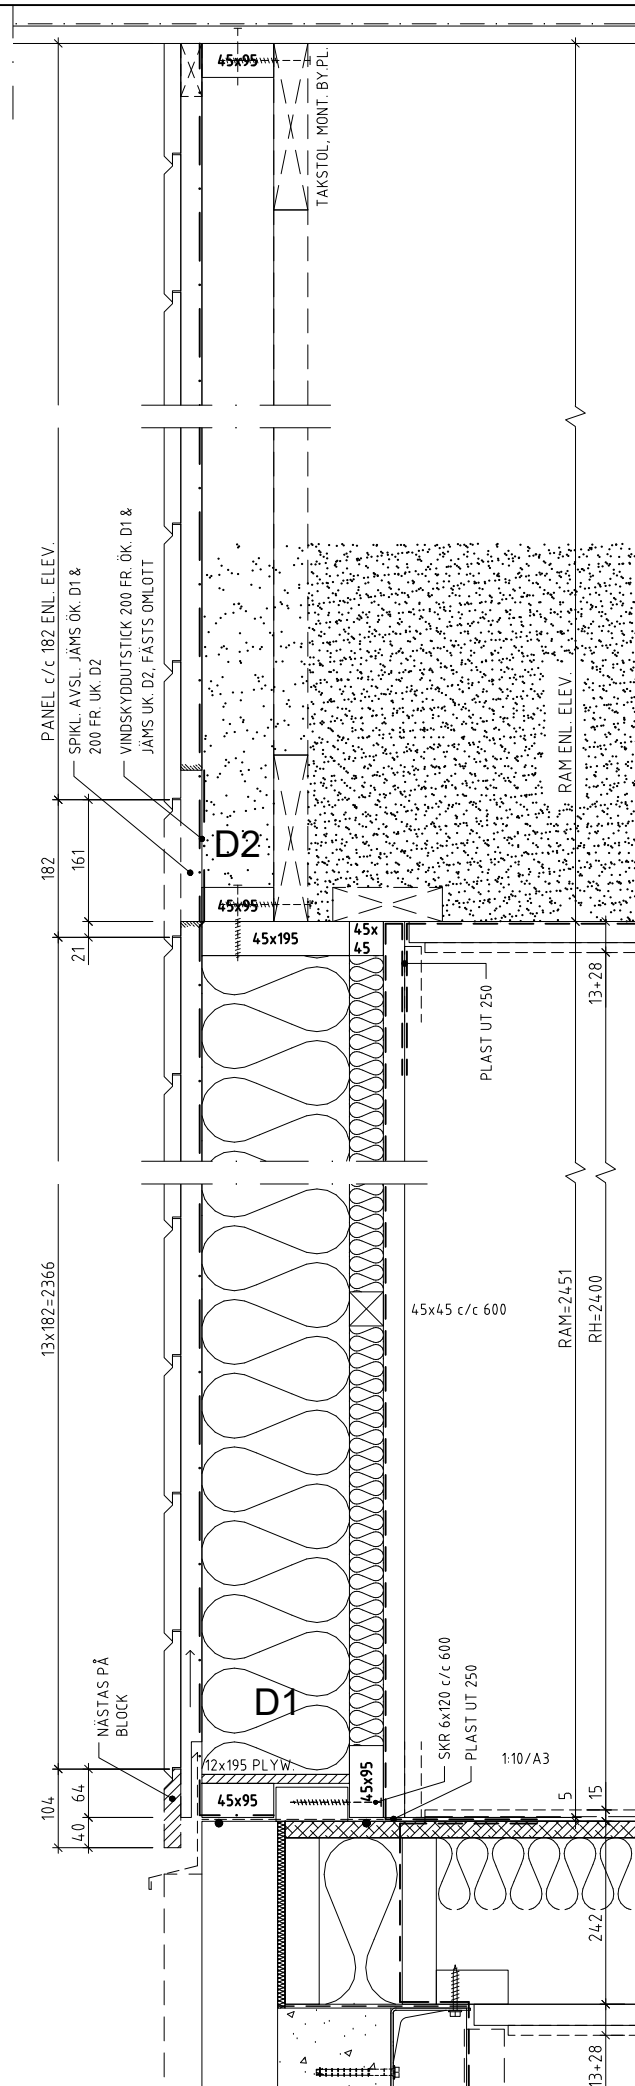 45x95
TAKSTOL, MONT. BY.PL.
PANEL c/c 182 ENL. ELEV.
SPIKL. AVSL. JÄMS ÖK. D1 &
200 FR. UK. D2
VINDSKYDDUTSTICK 200 FR. ÖK. D1 &
JÄMS UK. D2, FÄSTS OMLOTT
RAM ENL. ELEV.
182
161
D2
45x95
21
45x195
45x
45
13+28
PLAST UT 250
13x182=2366
45x45 c/c 600
RAM=2451
RH=2400
NÄSTAS PÅ
BLOCK
D1
SKR 6x120 c/c 600
PLAST UT 250
1:10/A3
12x195 PLYW.
104
64
40
45x95
45x95
5
15
242
13+28